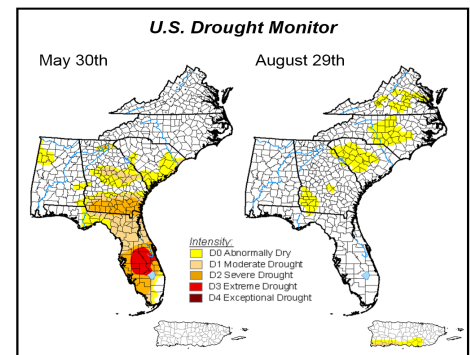 U.S. Drought Monitor
May 30th
August 29th
Intensity:
D0 Abnormally Dry
D1 Moderate Drought
D2 Severe Drought
D3 Extreme Drought
D4 Exceptional Drought